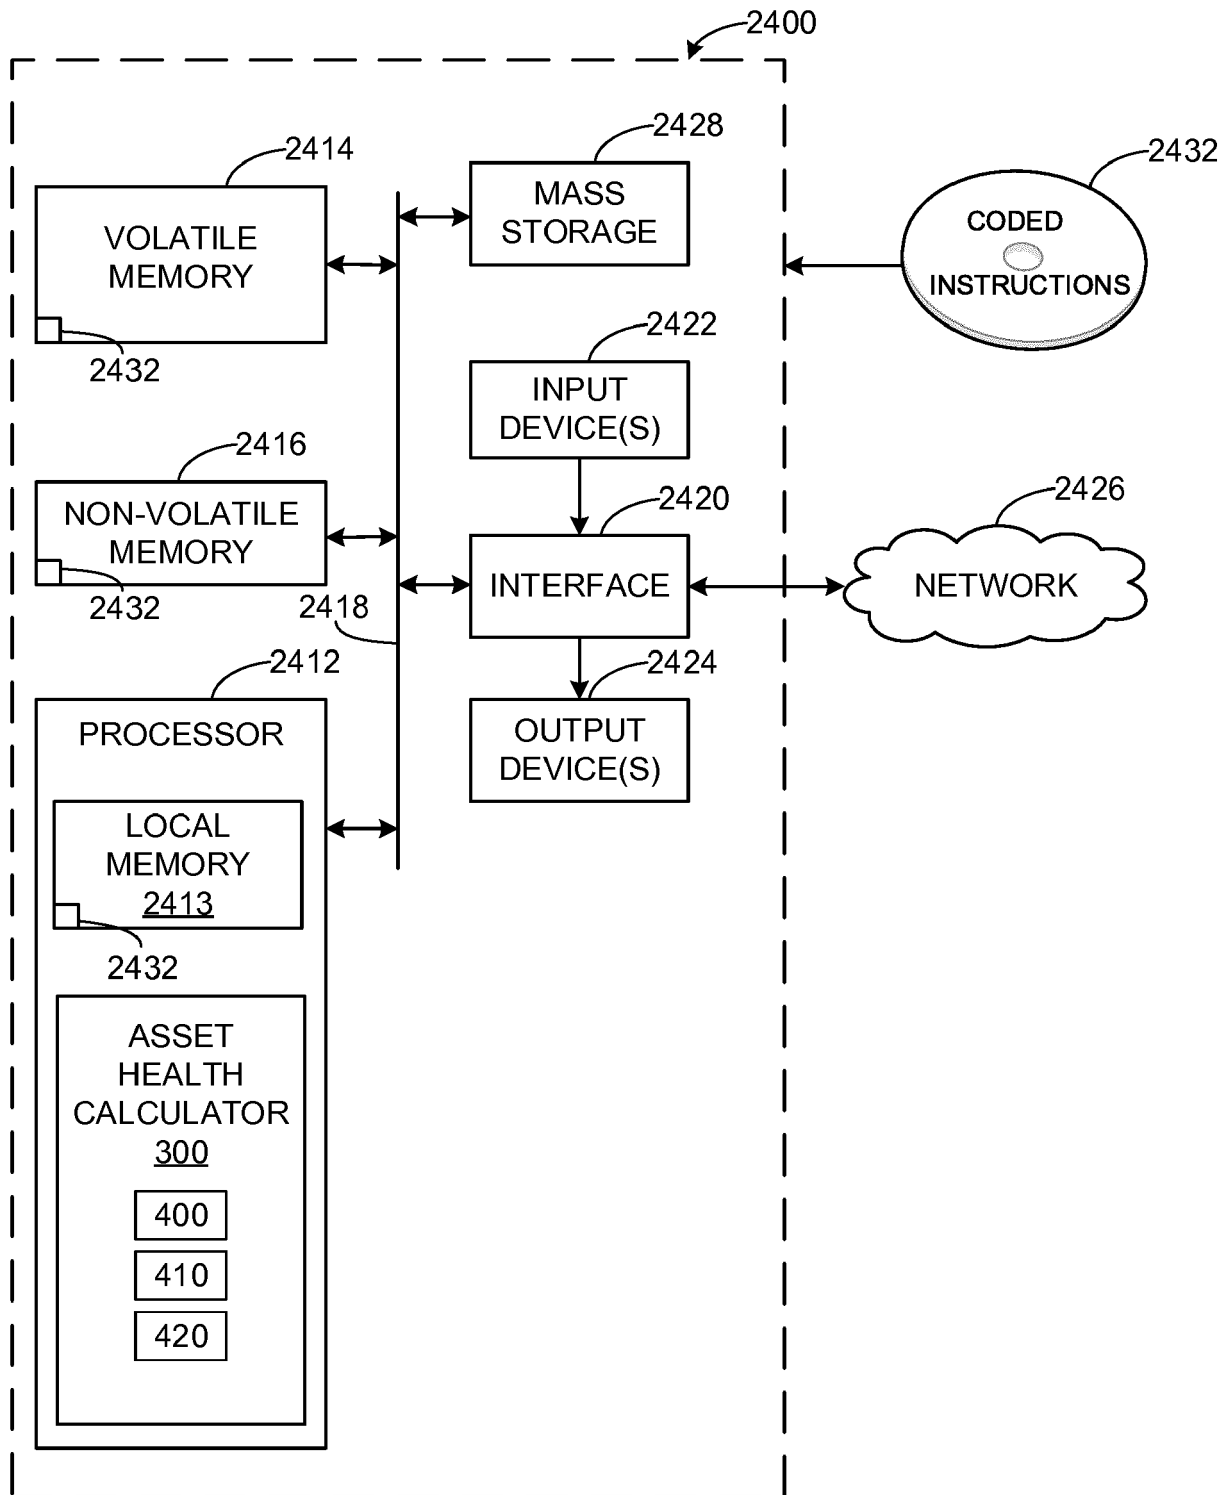 2400
2414
VOLATILE
MEMORY
2432
2428
MASS
STORAGE
2432
CODED
INSTRUCTIONS
2422
INPUT
DEVICE(S)
2416
NON-VOLATILE
MEMORY
2432
2418
2420
INTERFACE
2426
NETWORK
2424
OUTPUT
DEVICE(S)
2412
PROCESSOR
LOCAL
MEMORY
2413
2432
ASSET
HEALTH
CALCULATOR
300
400
410
420